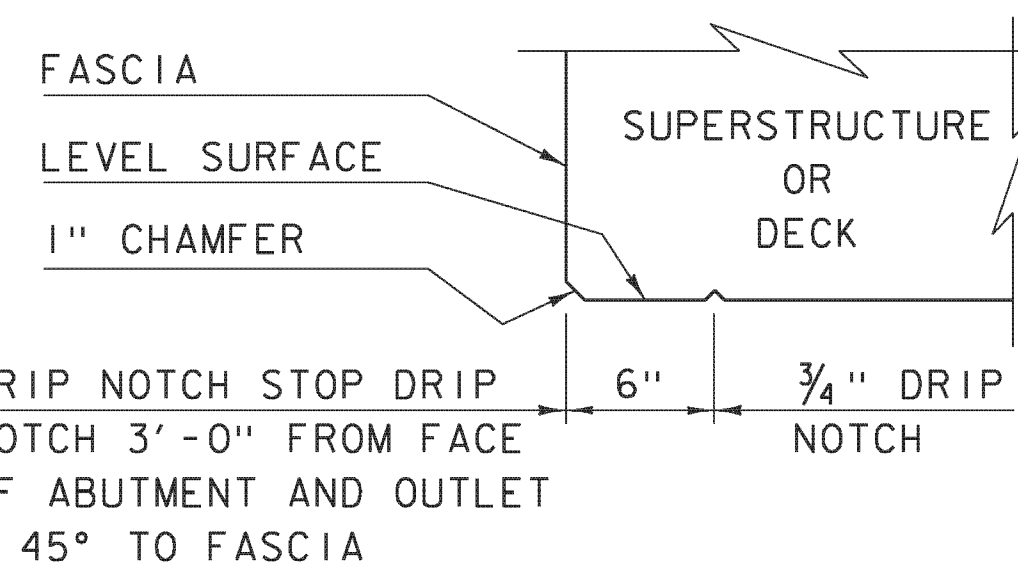 FASCIA
LEVEL SURFACE
1" CHAMFER
SUPERSTRUCTURE
OR
DECK
NOTCH STOP DRIP
3'-0" FROM FACE
ABUTMENT AND OUTLET
45° TO FASCIA
6"
3/4" DRIP
NOTCH